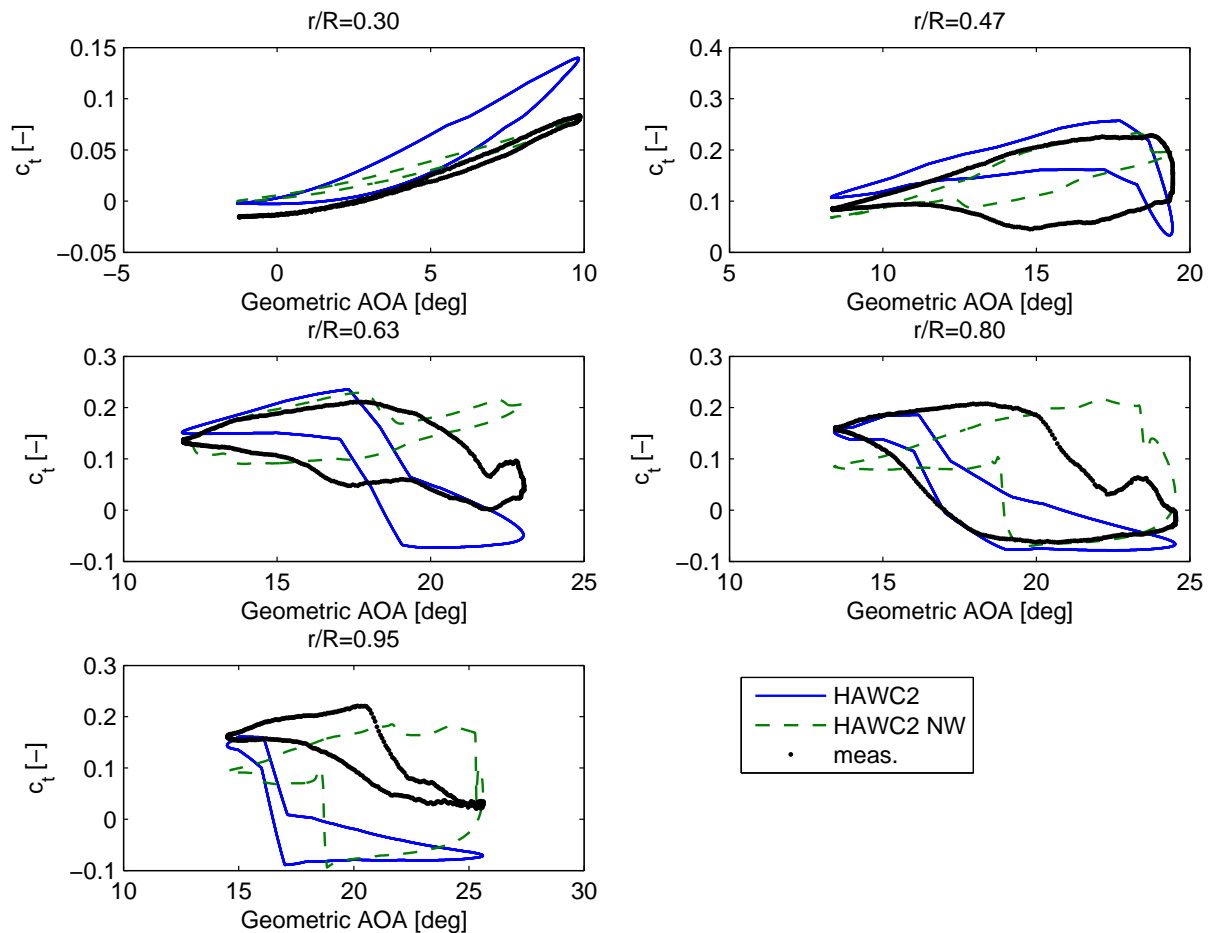 r/R=0.30
0.15
0.1
0.05
0
−0.05
−5
0
5
10
c_t [−]
Geometric AOA [deg]
r/R=0.47
0.4
0.3
0.2
0.1
0
5
10
15
20
c_t [−]
Geometric AOA [deg]
r/R=0.63
0.3
0.2
0.1
0
−0.1
10
15
20
25
c_t [−]
Geometric AOA [deg]
r/R=0.80
0.3
0.2
0.1
0
−0.1
10
15
20
25
c_t [−]
Geometric AOA [deg]
r/R=0.95
0.3
0.2
0.1
0
−0.1
10
15
20
25
30
c_t [−]
Geometric AOA [deg]
HAWC2
HAWC2 NW
meas.